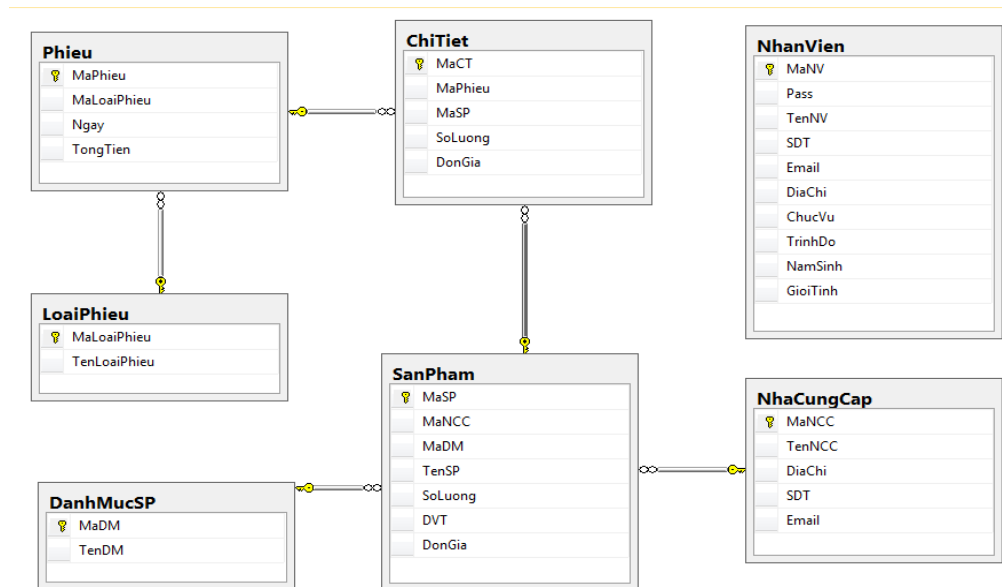 Phieu
MaPhieu
MaLoaiPhieu
Ngay
TongTien
ChiTiet
MaCT
MaPhieu
MaSP
SoLuong
DonGia
NhanVien
MaNV
Pass
TenNV
SDT
Email
DiaChi
ChucVu
TrinhDo
NamSinh
GioiTinh
LoaiPhieu
MaLoaiPhieu
TenLoaiPhieu
SanPham
MaSP
MaNCC
MaDM
TenSP
SoLuong
DVT
DonGia
NhaCungCap
MaNCC
TenNCC
DiaChi
SDT
Email
DanhMucSP
MaDM
TenDM